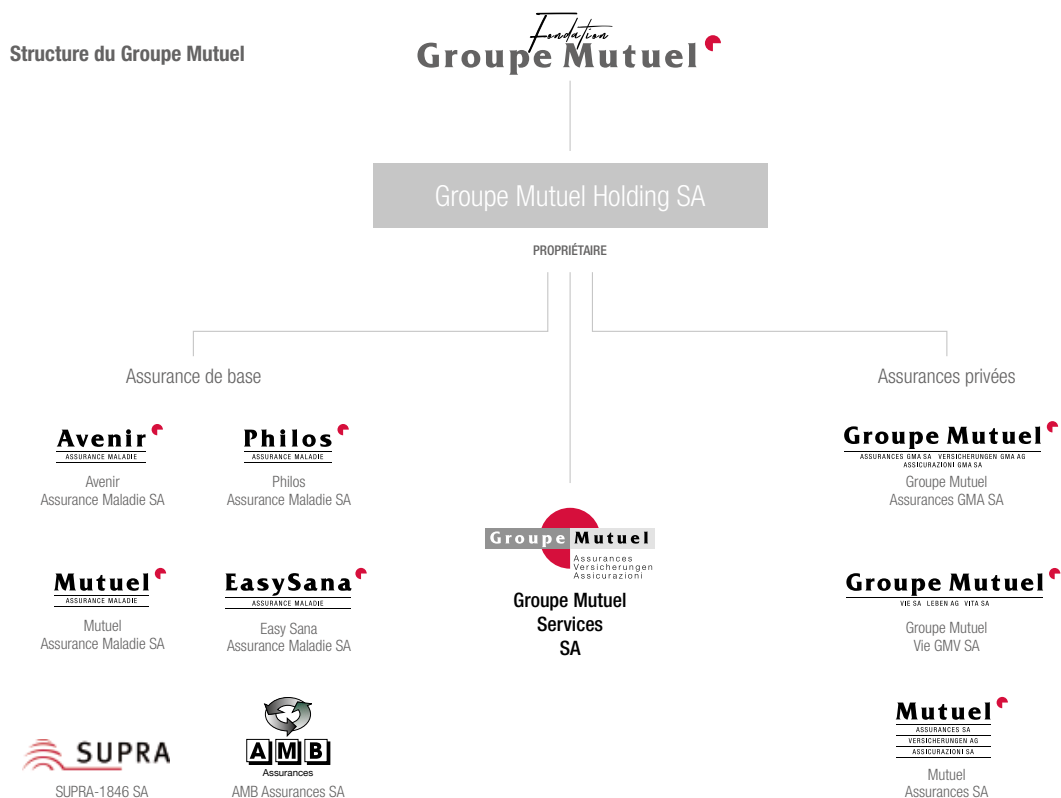 Structure du Groupe Mutuel
Fondation
Groupe Mutuel
Groupe Mutuel Holding SA
PROPRIÉTAIRE
Assurance de base
Avenir
ASSURANCE MALADIE
Avenir
Assurance Maladie SA
Philos
ASSURANCE MALADIE
Philos
Assurance Maladie SA
Mutuel
ASSURANCE MALADIE
Mutuel
Assurance Maladie SA
EasySana
ASSURANCE MALADIE
Easy Sana
Assurance Maladie SA
SUPRA
SUPRA-1846 SA
AMB
Assurances
AMB Assurances SA
Groupe Mutuel
Assurances
Versicherungen
Assicurazioni
Groupe Mutuel
Services
SA
Assurances privées
Groupe Mutuel
ASSURANCES GMA SA VERSICHERUNGEN GMA AG
ASSICURAZIONI GMA SA
Groupe Mutuel
Assurances GMA SA
Groupe Mutuel
VIE SA LEBEN AG VITA SA
Groupe Mutuel
Vie GMV SA
Mutuel
ASSURANCES SA
VERSICHERUNGEN AG
ASSICURAZIONI SA
Mutuel
Assurances SA